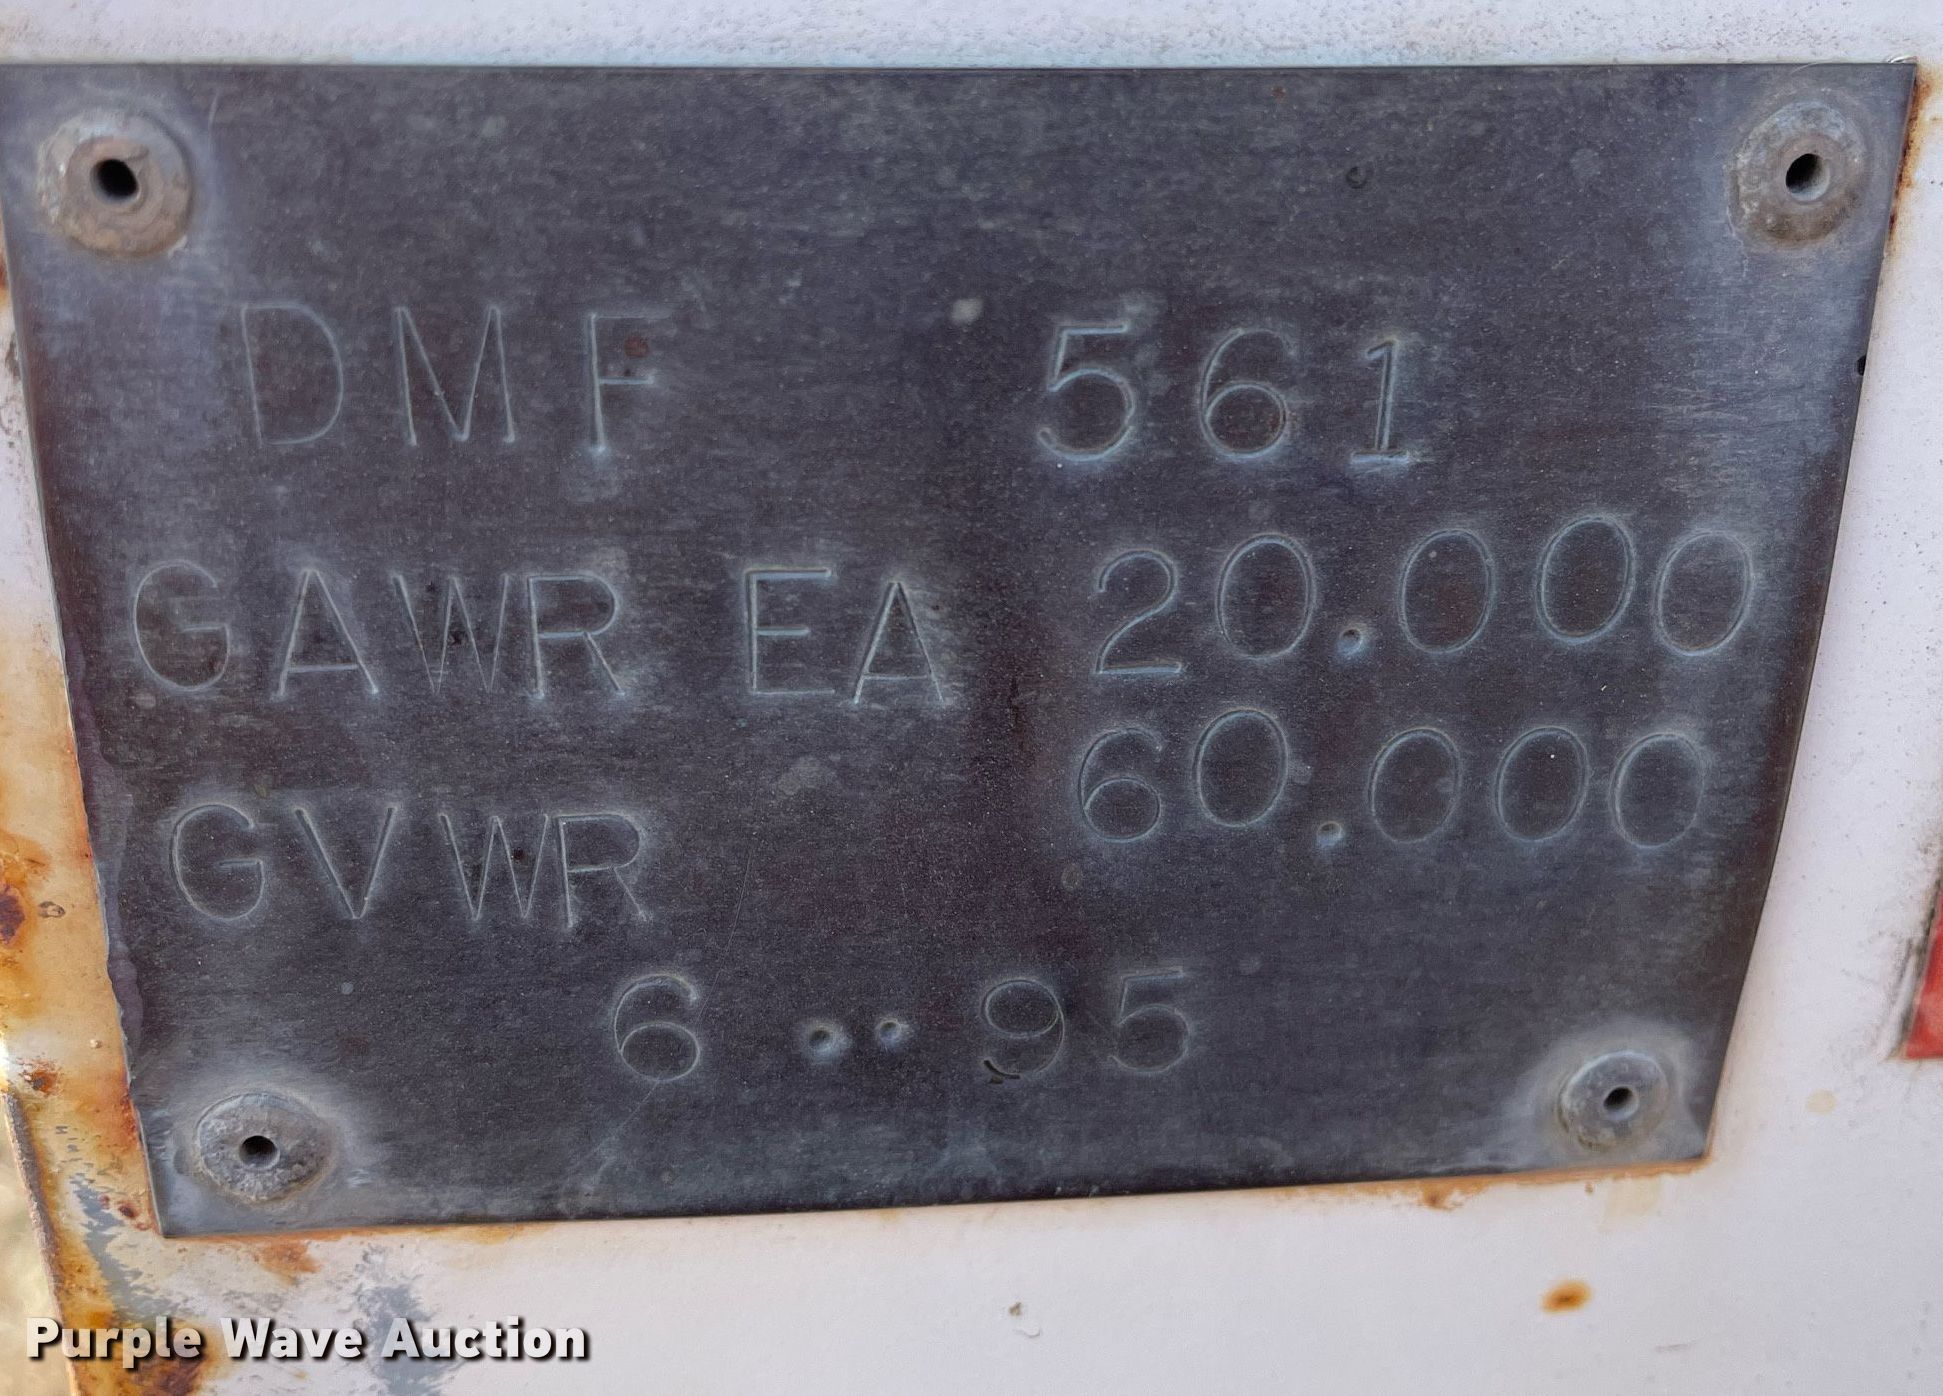 DMF 561
GAWR EA 20.000
GVWR 60.000
6 .. 95
Purple Wave Auction